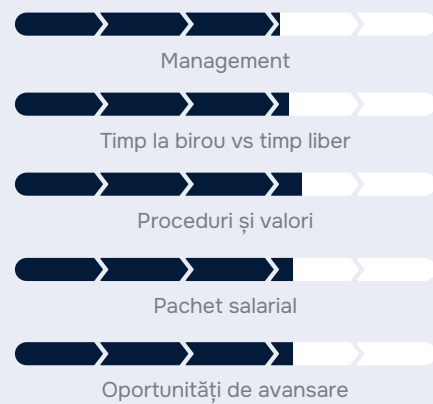 Management
Timp la birou vs timp liber
Proceduri și valori
Pachet salarial
Oportunități de avansare